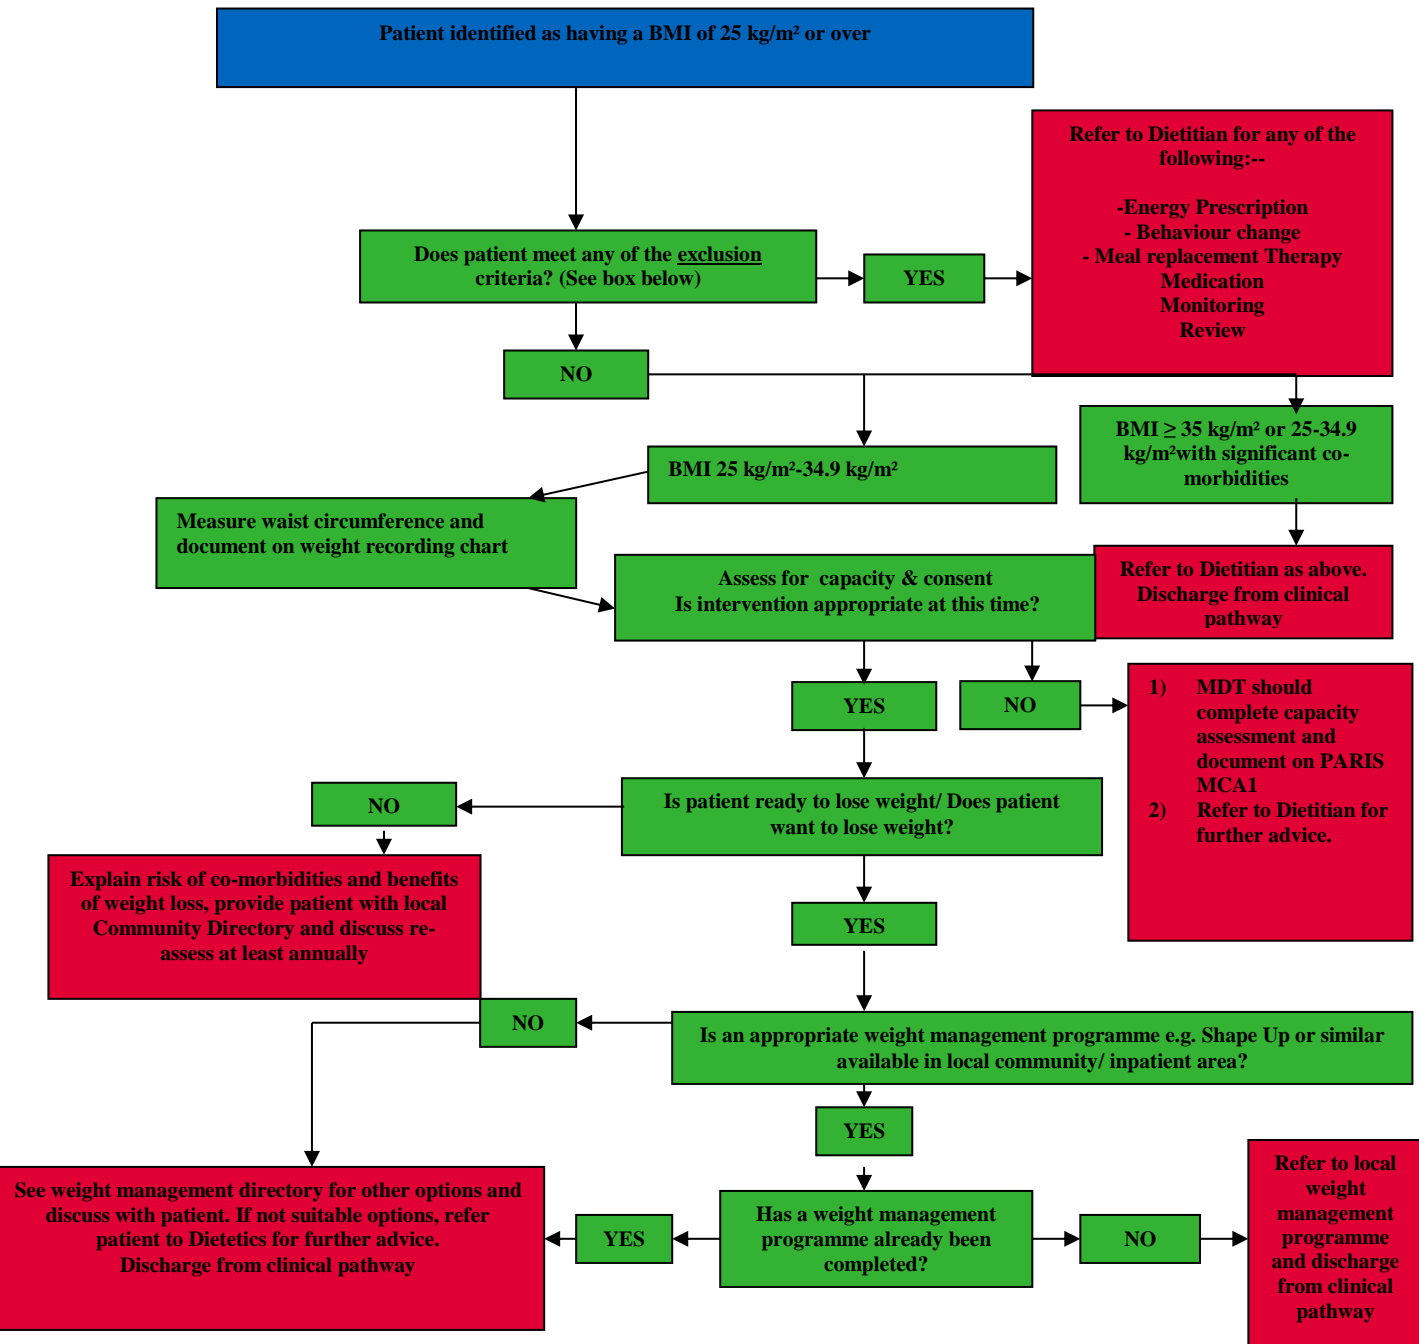 Patient identified as having a BMI of 25 kg/m² or over
Refer to Dietitian for any of the
following:--
-Energy Prescription
- Behaviour change
- Meal replacement Therapy
Medication
Monitoring
Review
Does patient meet any of the exclusion
criteria? (See box below)
YES
NO
BMI ≥ 35 kg/m² or 25-34.9
kg/m²with significant co-
morbidities
BMI 25 kg/m²-34.9 kg/m²
Measure waist circumference and
document on weight recording chart
Assess for capacity & consent
Is intervention appropriate at this time?
Refer to Dietitian as above.
Discharge from clinical
pathway
YES
NO
1) MDT should
complete capacity
assessment and
document on PARIS
MCA1
2) Refer to Dietitian for
further advice.
Is patient ready to lose weight/ Does patient
want to lose weight?
NO
Explain risk of co-morbidities and benefits
of weight loss, provide patient with local
Community Directory and discuss re-
assess at least annually
YES
NO
Is an appropriate weight management programme e.g. Shape Up or similar
available in local community/ inpatient area?
YES
See weight management directory for other options and
discuss with patient. If not suitable options, refer
patient to Dietetics for further advice.
Discharge from clinical pathway
YES
Has a weight management
programme already been
completed?
NO
Refer to local
weight
management
programme
and discharge
from clinical
pathway